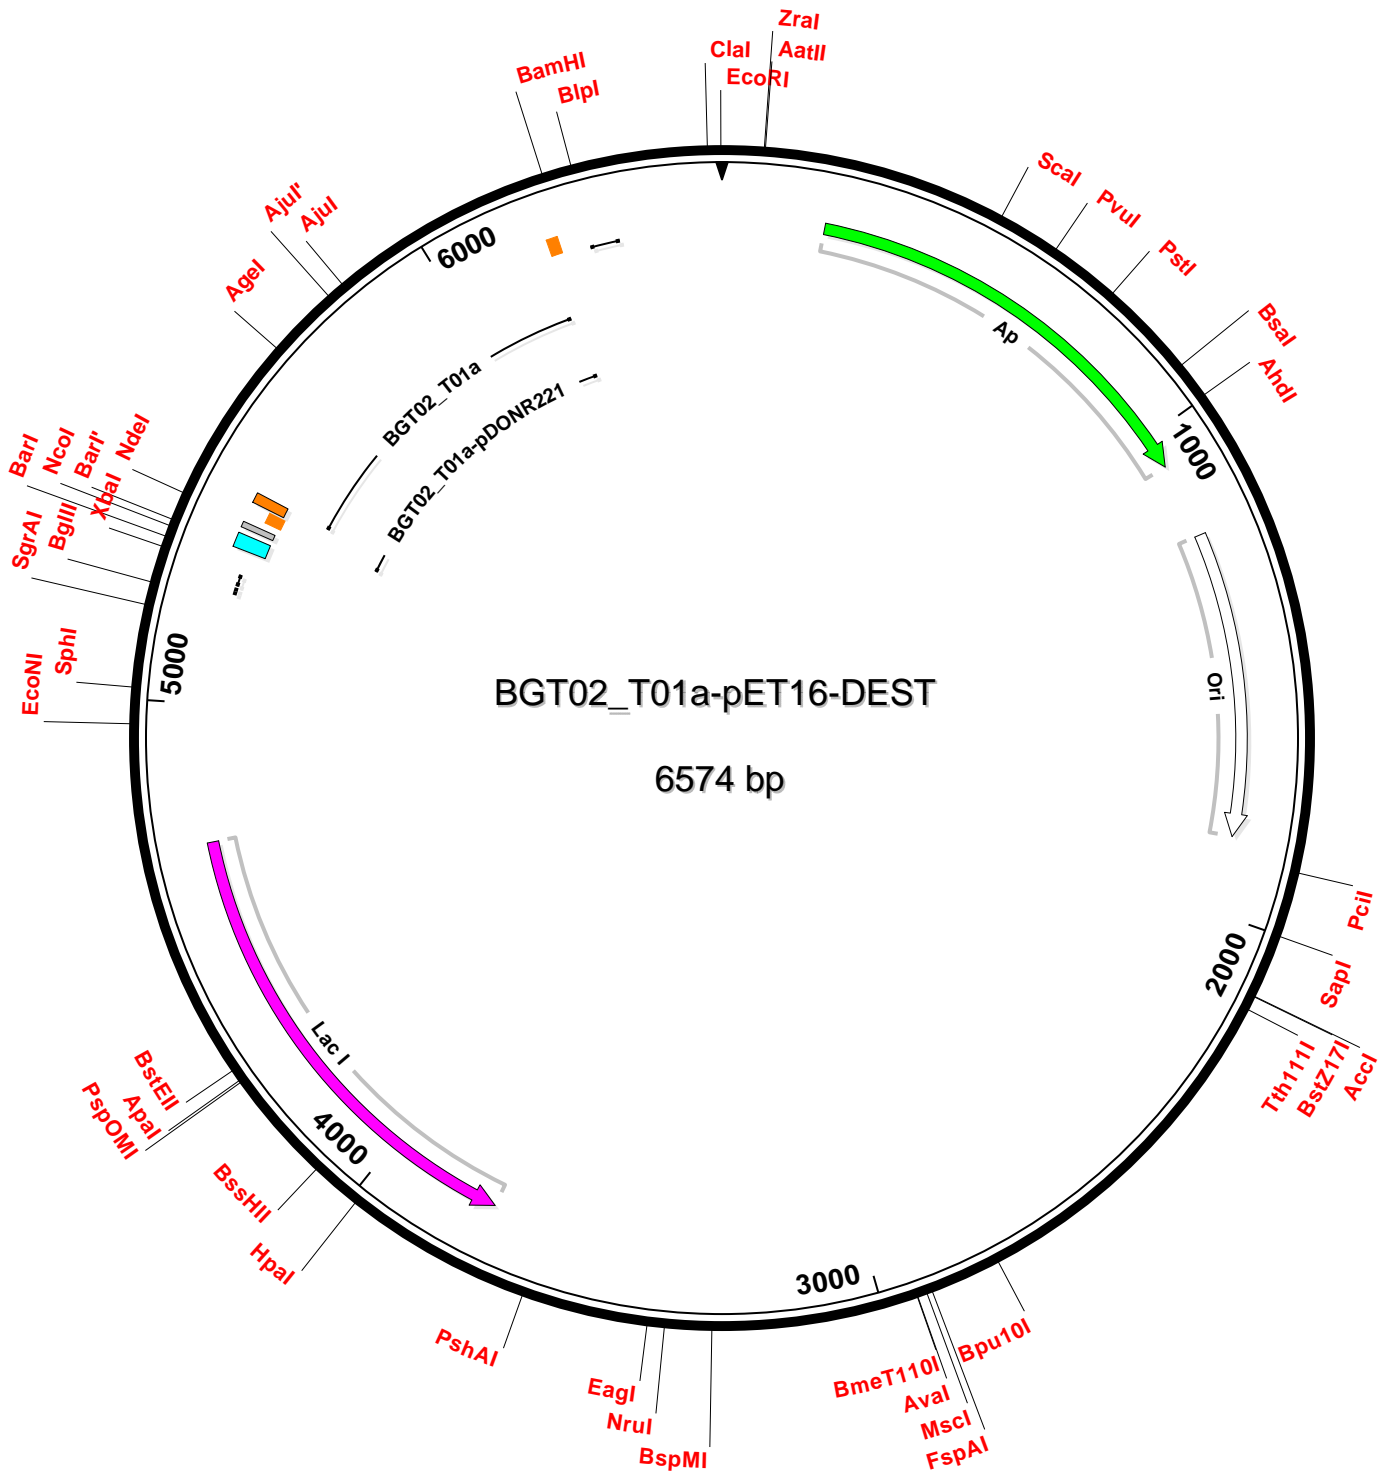 ZraI
ClaI
AatII
EcoRI
BamHI
BlpI
ScaI
PvuI
PstI
BsaI
AhdI
AjuI'
AjuI
AgeI
6000
Ap
1000
BGT02_T01a
BGT02_T01a-pDONR221
BarI
NcoI
BarI'
NdeI
XbaI
SgrAI
BglII
EcoNI
SphI
5000
Ori
BGT02_T01a-pET16-DEST
6574 bp
PciI
2000
SapI
Tth111I
BstZ17I
AccI
Lac I
BstEII
ApaI
PspOMI
4000
BssHII
HpaI
3000
PshAI
EagI
NruI
BspMI
BmeT110I
Bpu10I
AvaI
MscI
FspAI